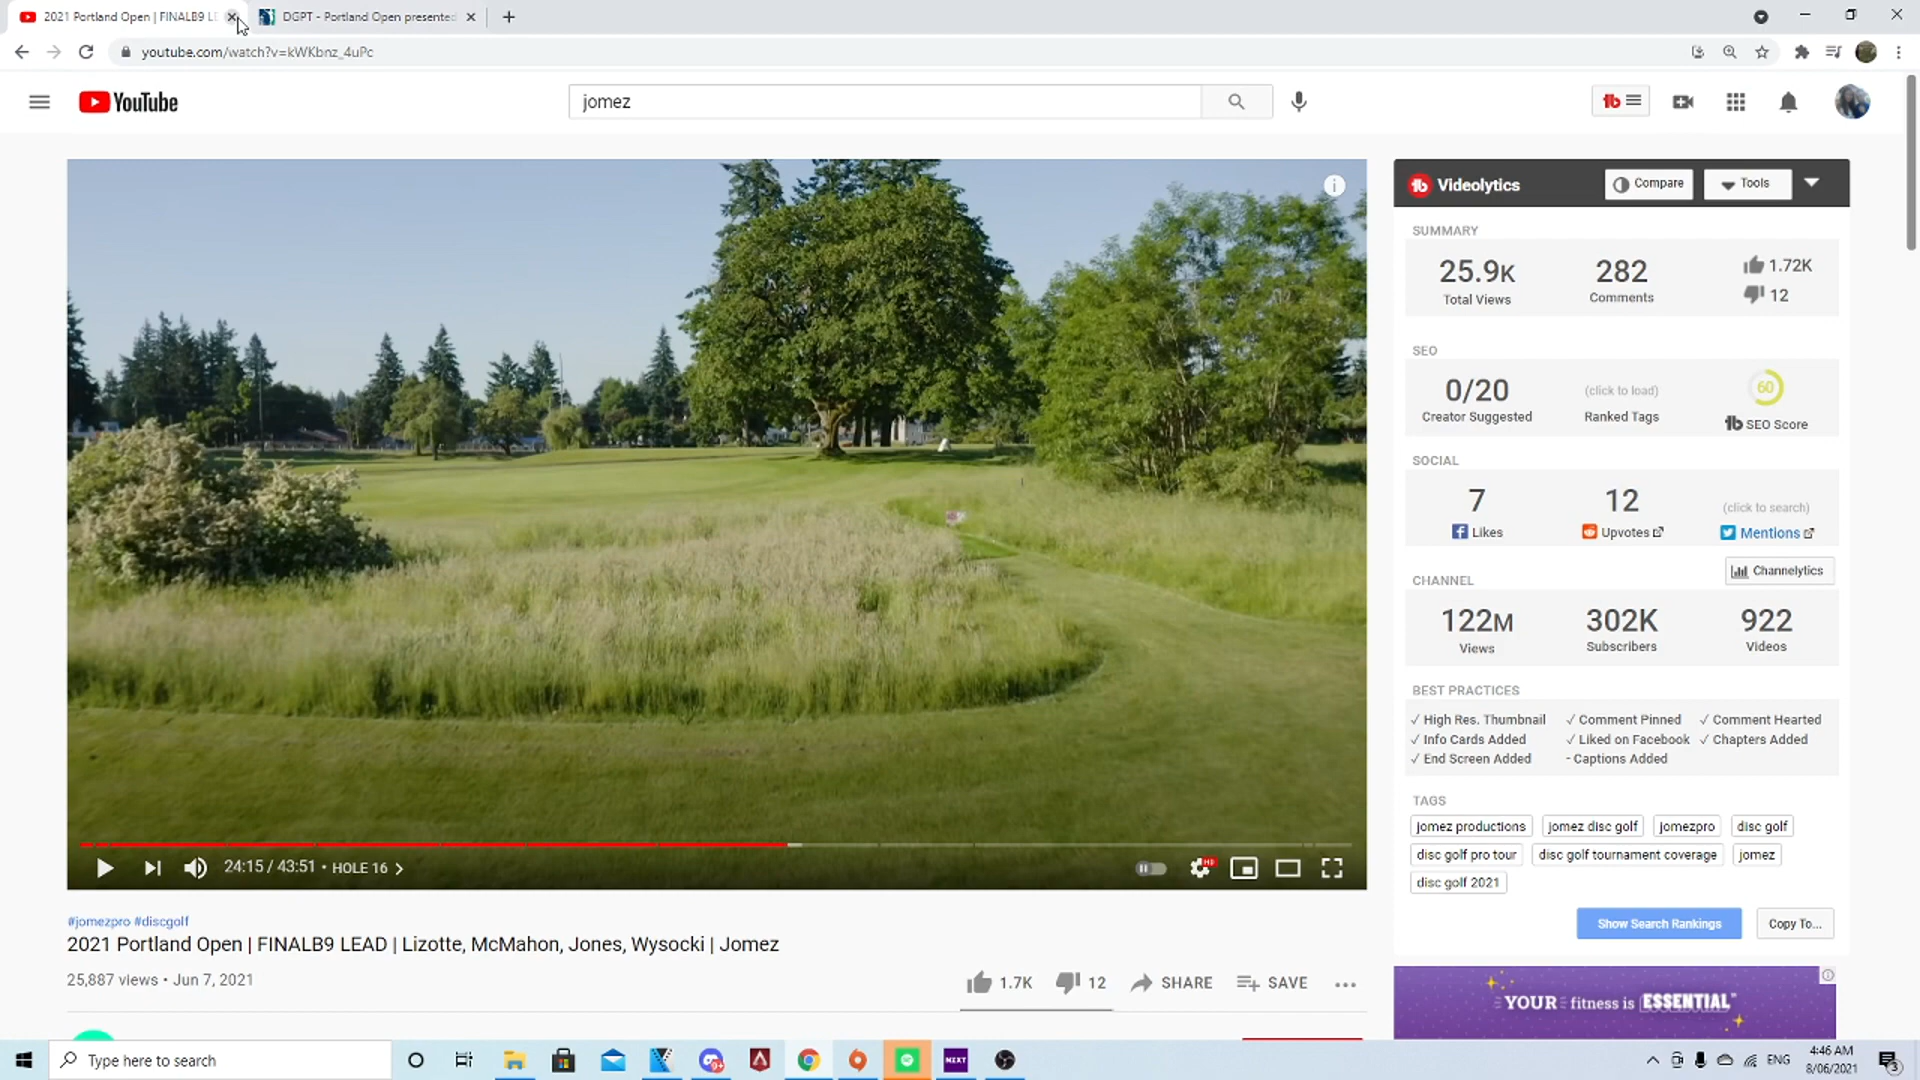 2021 Portland Open | FINALB9 LE
DGPT - Portland Open presented
youtube.com/watch?v=kWKbnz_4uPc
YouTube
jomez
Videolytics
Compare
Tools
SUMMARY
25.9K
Total Views
282
Comments
1.72K
12
SEO
0/20
Creator Suggested
(click to load)
Ranked Tags
60
SEO Score
SOCIAL
7
Likes
12
Upvotes
(click to search)
Mentions
Channelytics
CHANNEL
122M
Views
302K
Subscribers
922
Videos
BEST PRACTICES
✓ High Res. Thumbnail
✓ Comment Pinned
✓ Comment Hearted
✓ Info Cards Added
✓ Liked on Facebook
✓ Chapters Added
✓ End Screen Added
- Captions Added
TAGS
jomez productions
jomez disc golf
jomezpro
disc golf
disc golf pro tour
disc golf tournament coverage
jomez
disc golf 2021
Show Search Rankings
Copy To...
YOUR fitness is ESSENTIAL
24:15 / 43:51 • HOLE 16
HD
#jomezpro #discgolf
2021 Portland Open | FINALB9 LEAD | Lizotte, McMahon, Jones, Wysocki | Jomez
25,887 views • Jun 7, 2021
1.7K
12
SHARE
SAVE
Type here to search
NZXT
ENG
4:46 AM
8/06/2021
3